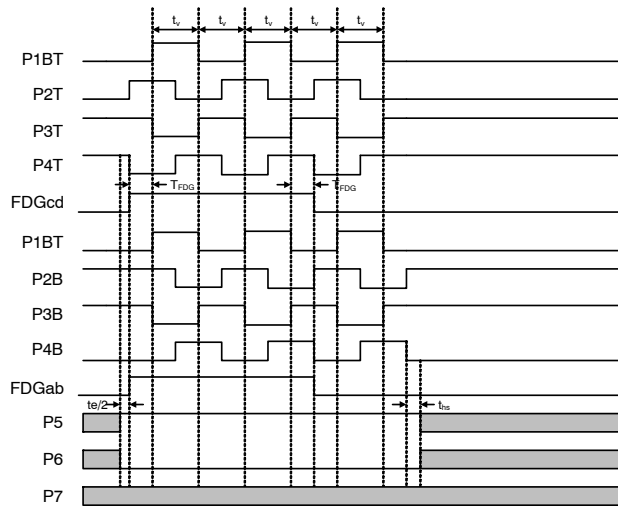 tv tv tv tv tv
P1BT
P2T
P3T
P4T
TFDG TFDG
FDGcd
P1BT
P2B
P3B
P4B
FDGab
te/2 ths
P5
P6
P7